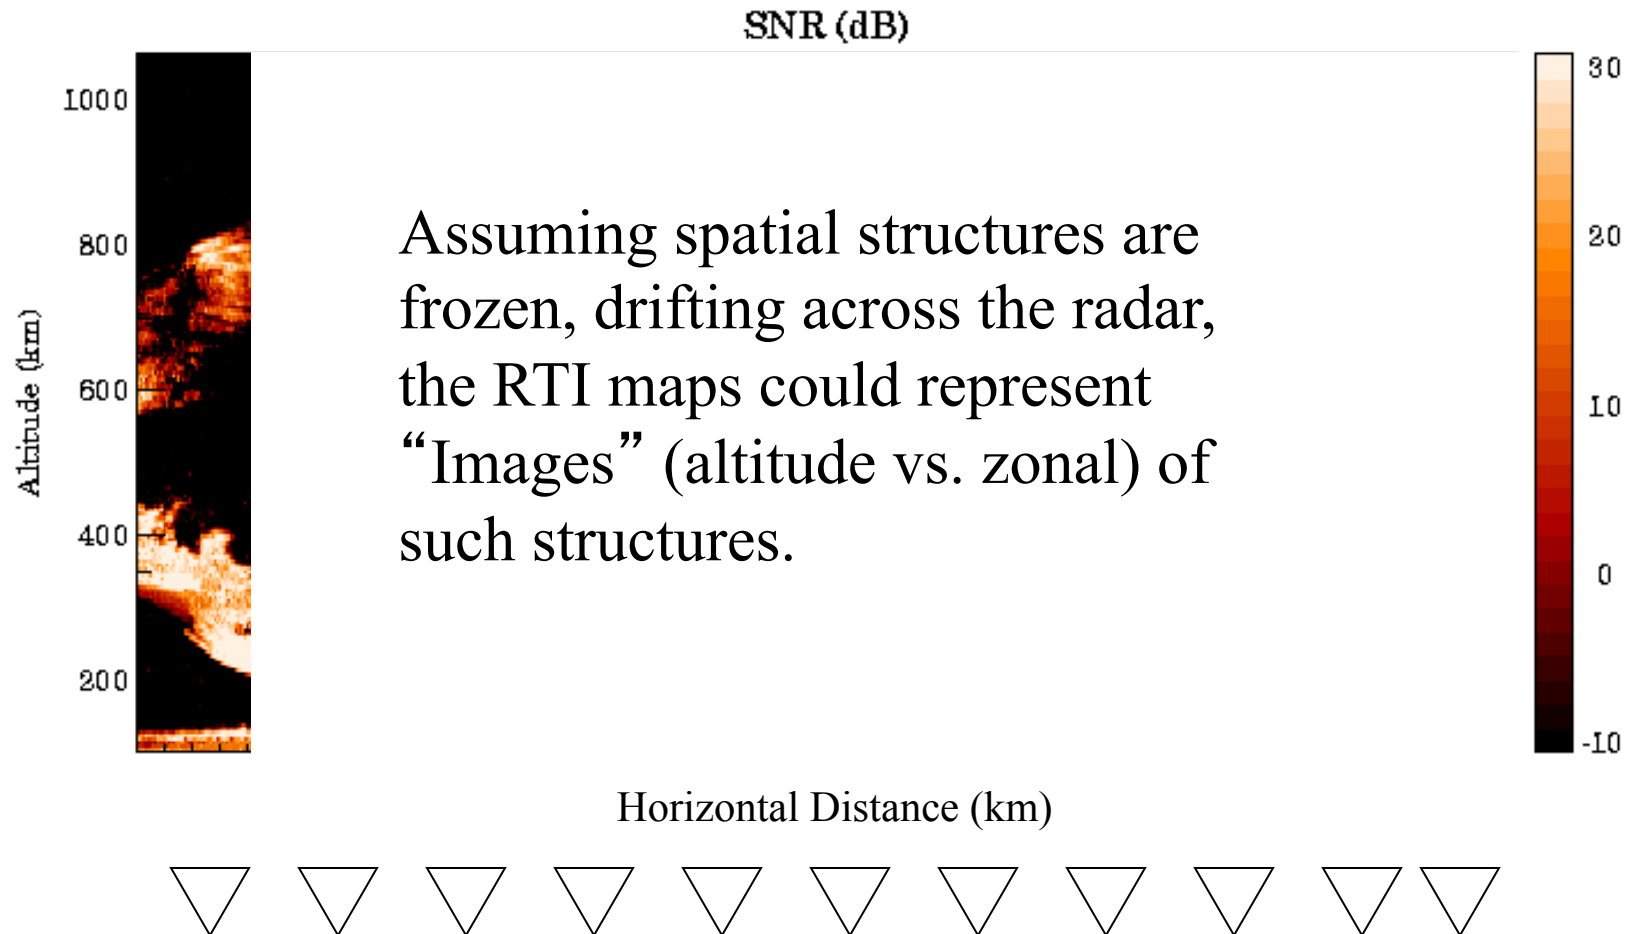 SNR (dB)
1000
800
600
400
200
Altitude (km)
Assuming spatial structures are
frozen, drifting across the radar,
the RTI maps could represent
“Images” (altitude vs. zonal) of
such structures.
30
20
10
0
-10
Horizontal Distance (km)